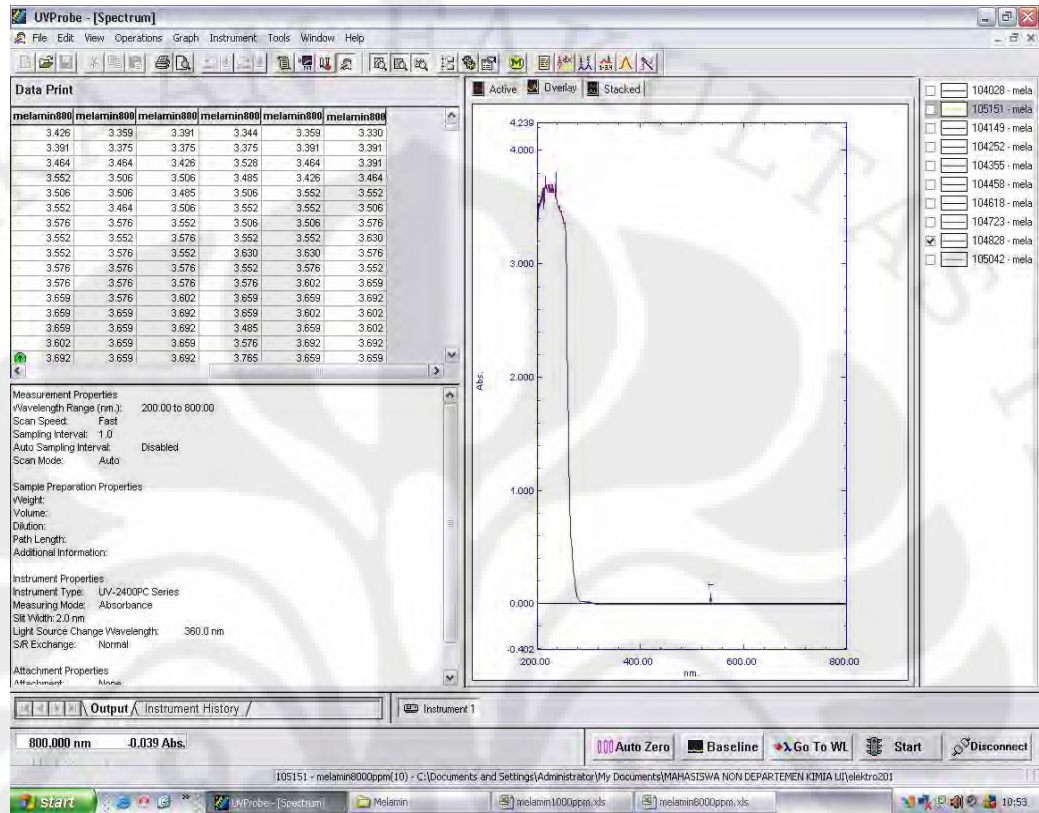 UVProbe - [Spectrum]
File Edit View Operations Graph Instrument Tools Window Help
Data Print
melamin800 melamin800 melamin800 melamin800 melamin800 melamin800
3.426 3.359 3.391 3.344 3.359 3.330
3.391 3.375 3.375 3.375 3.391 3.391
3.464 3.464 3.426 3.528 3.464 3.391
3.552 3.506 3.506 3.485 3.426 3.464
3.506 3.506 3.485 3.506 3.552 3.552
3.552 3.464 3.506 3.552 3.552 3.506
3.576 3.576 3.552 3.506 3.506 3.576
3.552 3.552 3.576 3.552 3.552 3.630
3.552 3.576 3.552 3.630 3.630 3.576
3.576 3.576 3.576 3.552 3.576 3.552
3.576 3.576 3.576 3.576 3.602 3.659
3.659 3.576 3.602 3.659 3.659 3.692
3.659 3.659 3.692 3.659 3.602 3.602
3.659 3.659 3.692 3.485 3.659 3.602
3.602 3.659 3.659 3.576 3.692 3.692
3.692 3.659 3.692 3.765 3.659 3.659
Measurement Properties
Wavelength Range (nm.): 200.00 to 800.00
Scan Speed: Fast
Sampling Interval: 1.0
Auto Sampling Interval: Disabled
Scan Mode: Auto
Sample Preparation Properties
Weight:
Volume:
Dilution:
Path Length:
Additional Information:
Instrument Properties
Instrument Type: UV-2400PC Series
Measuring Mode: Absorbance
Slit Width: 2.0 nm
Light Source Change Wavelength: 360.0 nm
S/R Exchange: Normal
Attachment Properties
Attachment: None
Active Overlay Stacked
4.239
4.000
3.000
2.000
1.000
0.000
-0.402
Abs.
200.00 400.00 600.00 800.00
nm.
104028 - mela
105151 - mela
104149 - mela
104252 - mela
104355 - mela
104458 - mela
104618 - mela
104723 - mela
104828 - mela
105042 - mela
Output Instrument History
Instrument 1
800.000 nm -0.039 Abs.
Auto Zero Baseline Go To WL Start Disconnect
105151 - melamin8000ppm(10) - C:\Documents and Settings\Administrator\My Documents\MAHASISWA NON DEPARTEMEN KIMIA UI\elektro201
start UVProbe - [Spectrum] Melamin melamin1000ppm.xls melamin6000ppm.xls 10:53